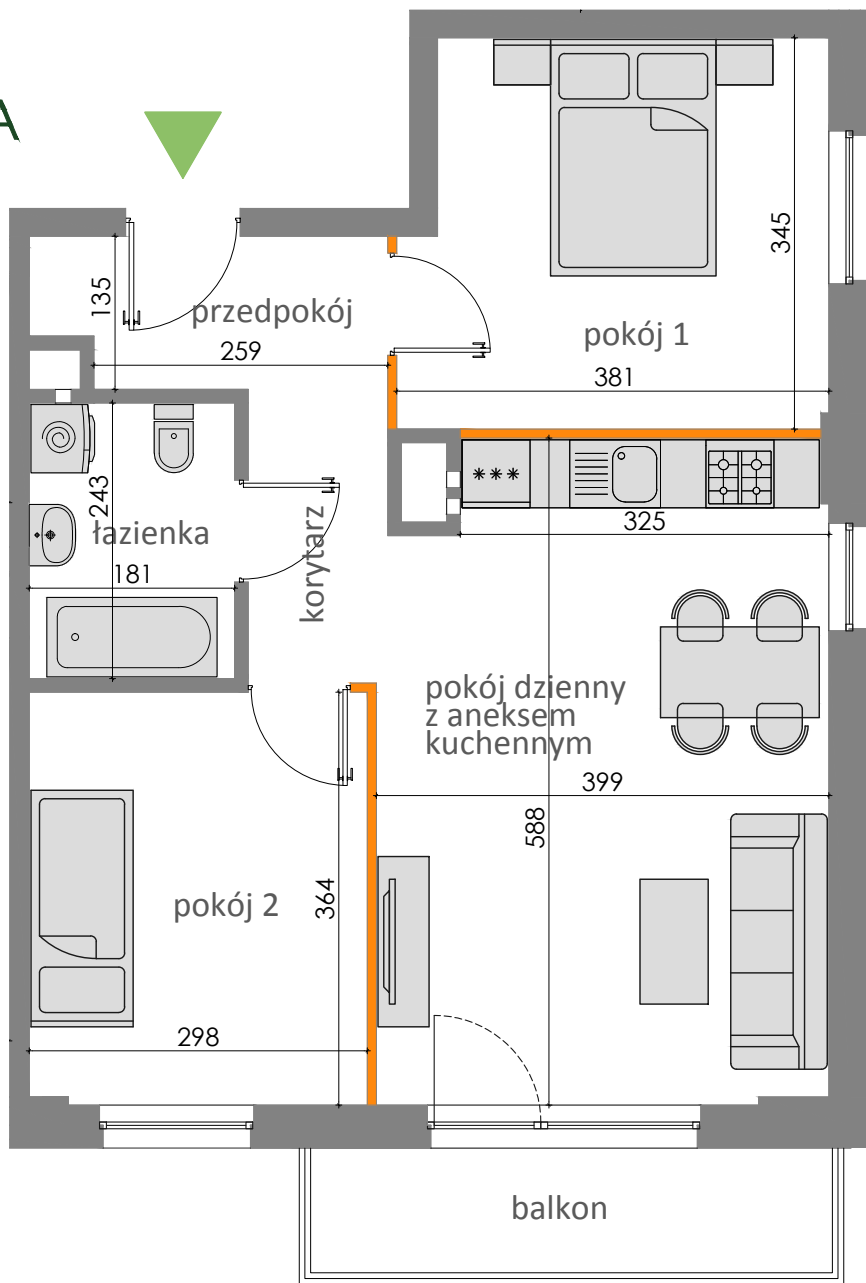 A
345
135
przedpokój
pokój 1
259
381
***
243
łazienka
325
korytarz
181
pokój dzienny
z aneksem
kuchennym
399
588
364
pokój 2
298
balkon